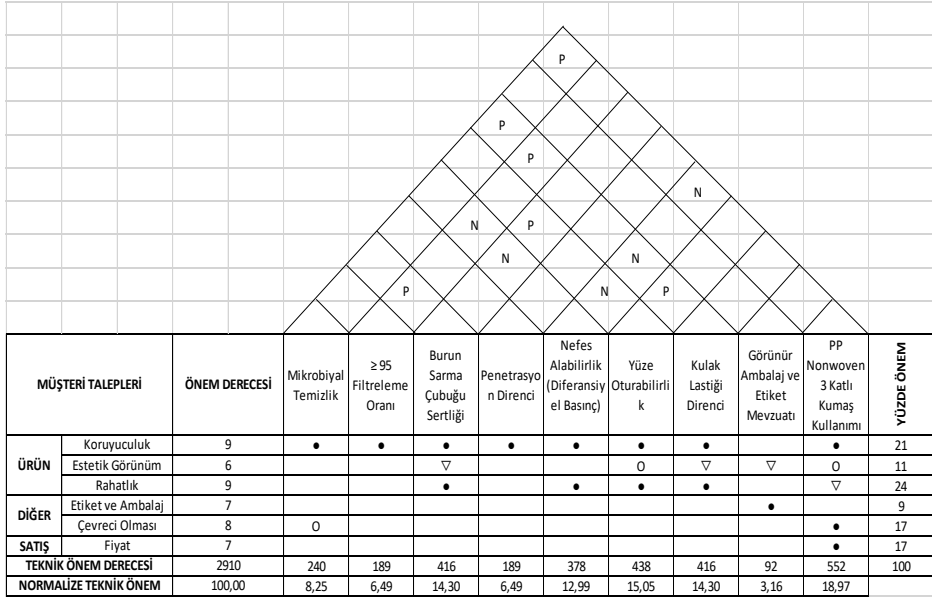 P
P
P
N
N P
N N
P N P
MÜŞTERİ TALEPLERİ ÖNEM DERECESİ Mikrobiyal Temizlik ≥ 95 Filtreleme Oranı Burun Sarma Çubuğu Sertliği Penetrasyo n Direnci Nefes Alabilirlik (Diferansiy el Basınç) Yüze Oturabilirli k Kulak Lastiği Direnci Görünür Ambalaj ve Etiket Mevzuatı PP Nonwoven 3 Katlı Kumaş Kullanımı YÜZDE ÖNEM
ÜRÜN Koruyuculuk 9 ● ● ● ● ● ● ● ● 21
Estetik Görünüm 6 ▽ O ▽ ▽ O 11
Rahatlık 9 ● ● ● ● ▽ 24
DİĞER Etiket ve Ambalaj 7 ● 9
Çevreci Olması 8 O ● 17
SATIŞ Fiyat 7 ● 17
TEKNİK ÖNEM DERECESİ 2910 240 189 416 189 378 438 416 92 552 100
NORMALİZE TEKNİK ÖNEM 100,00 8,25 6,49 14,30 6,49 12,99 15,05 14,30 3,16 18,97